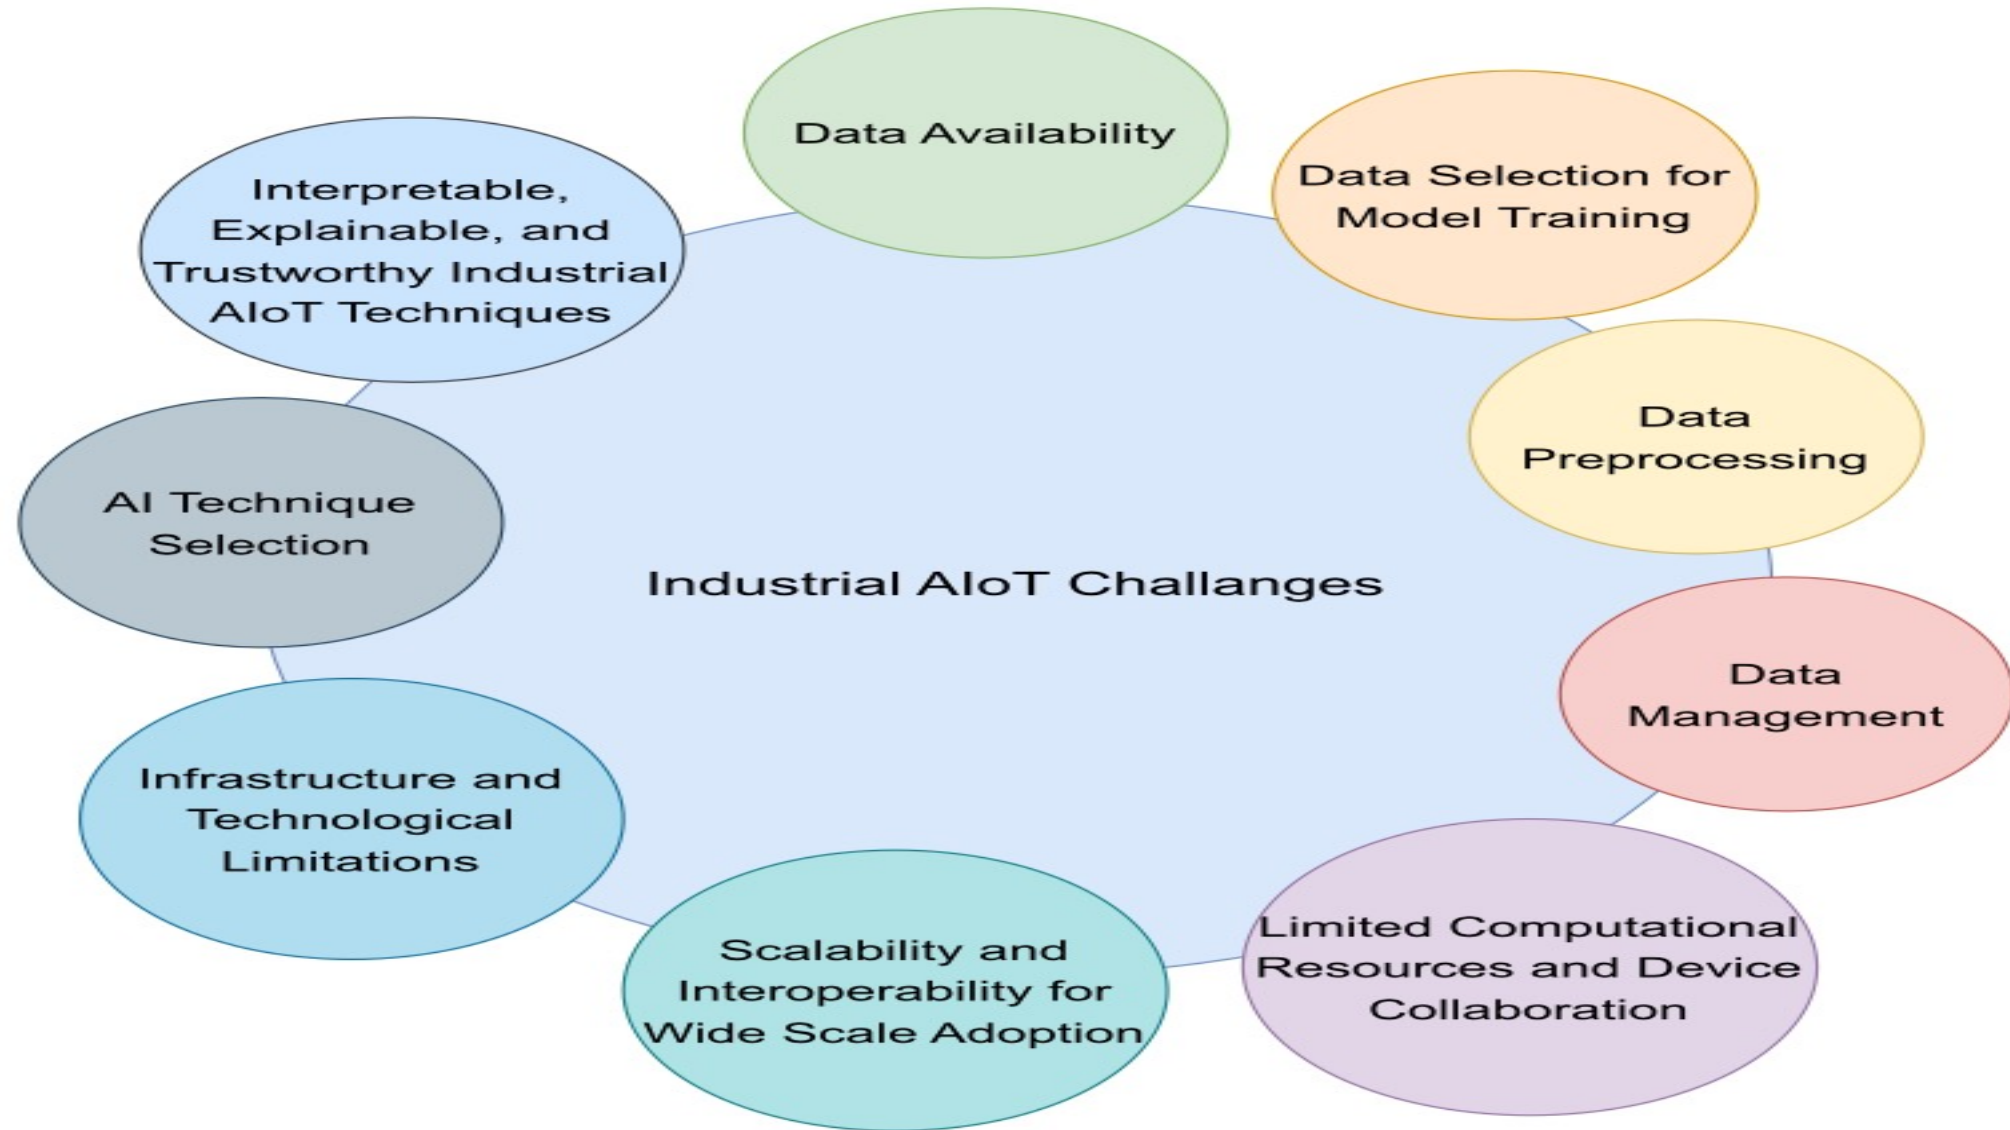 Data Availability
Data Selection for
Model Training
Interpretable,
Explainable, and
Trustworthy Industrial
AIoT Techniques
Data
Preprocessing
AI Technique
Selection
Industrial AIoT Challanges
Data
Management
Infrastructure and
Technological
Limitations
Limited Computational
Resources and Device
Collaboration
Scalability and
Interoperability for
Wide Scale Adoption